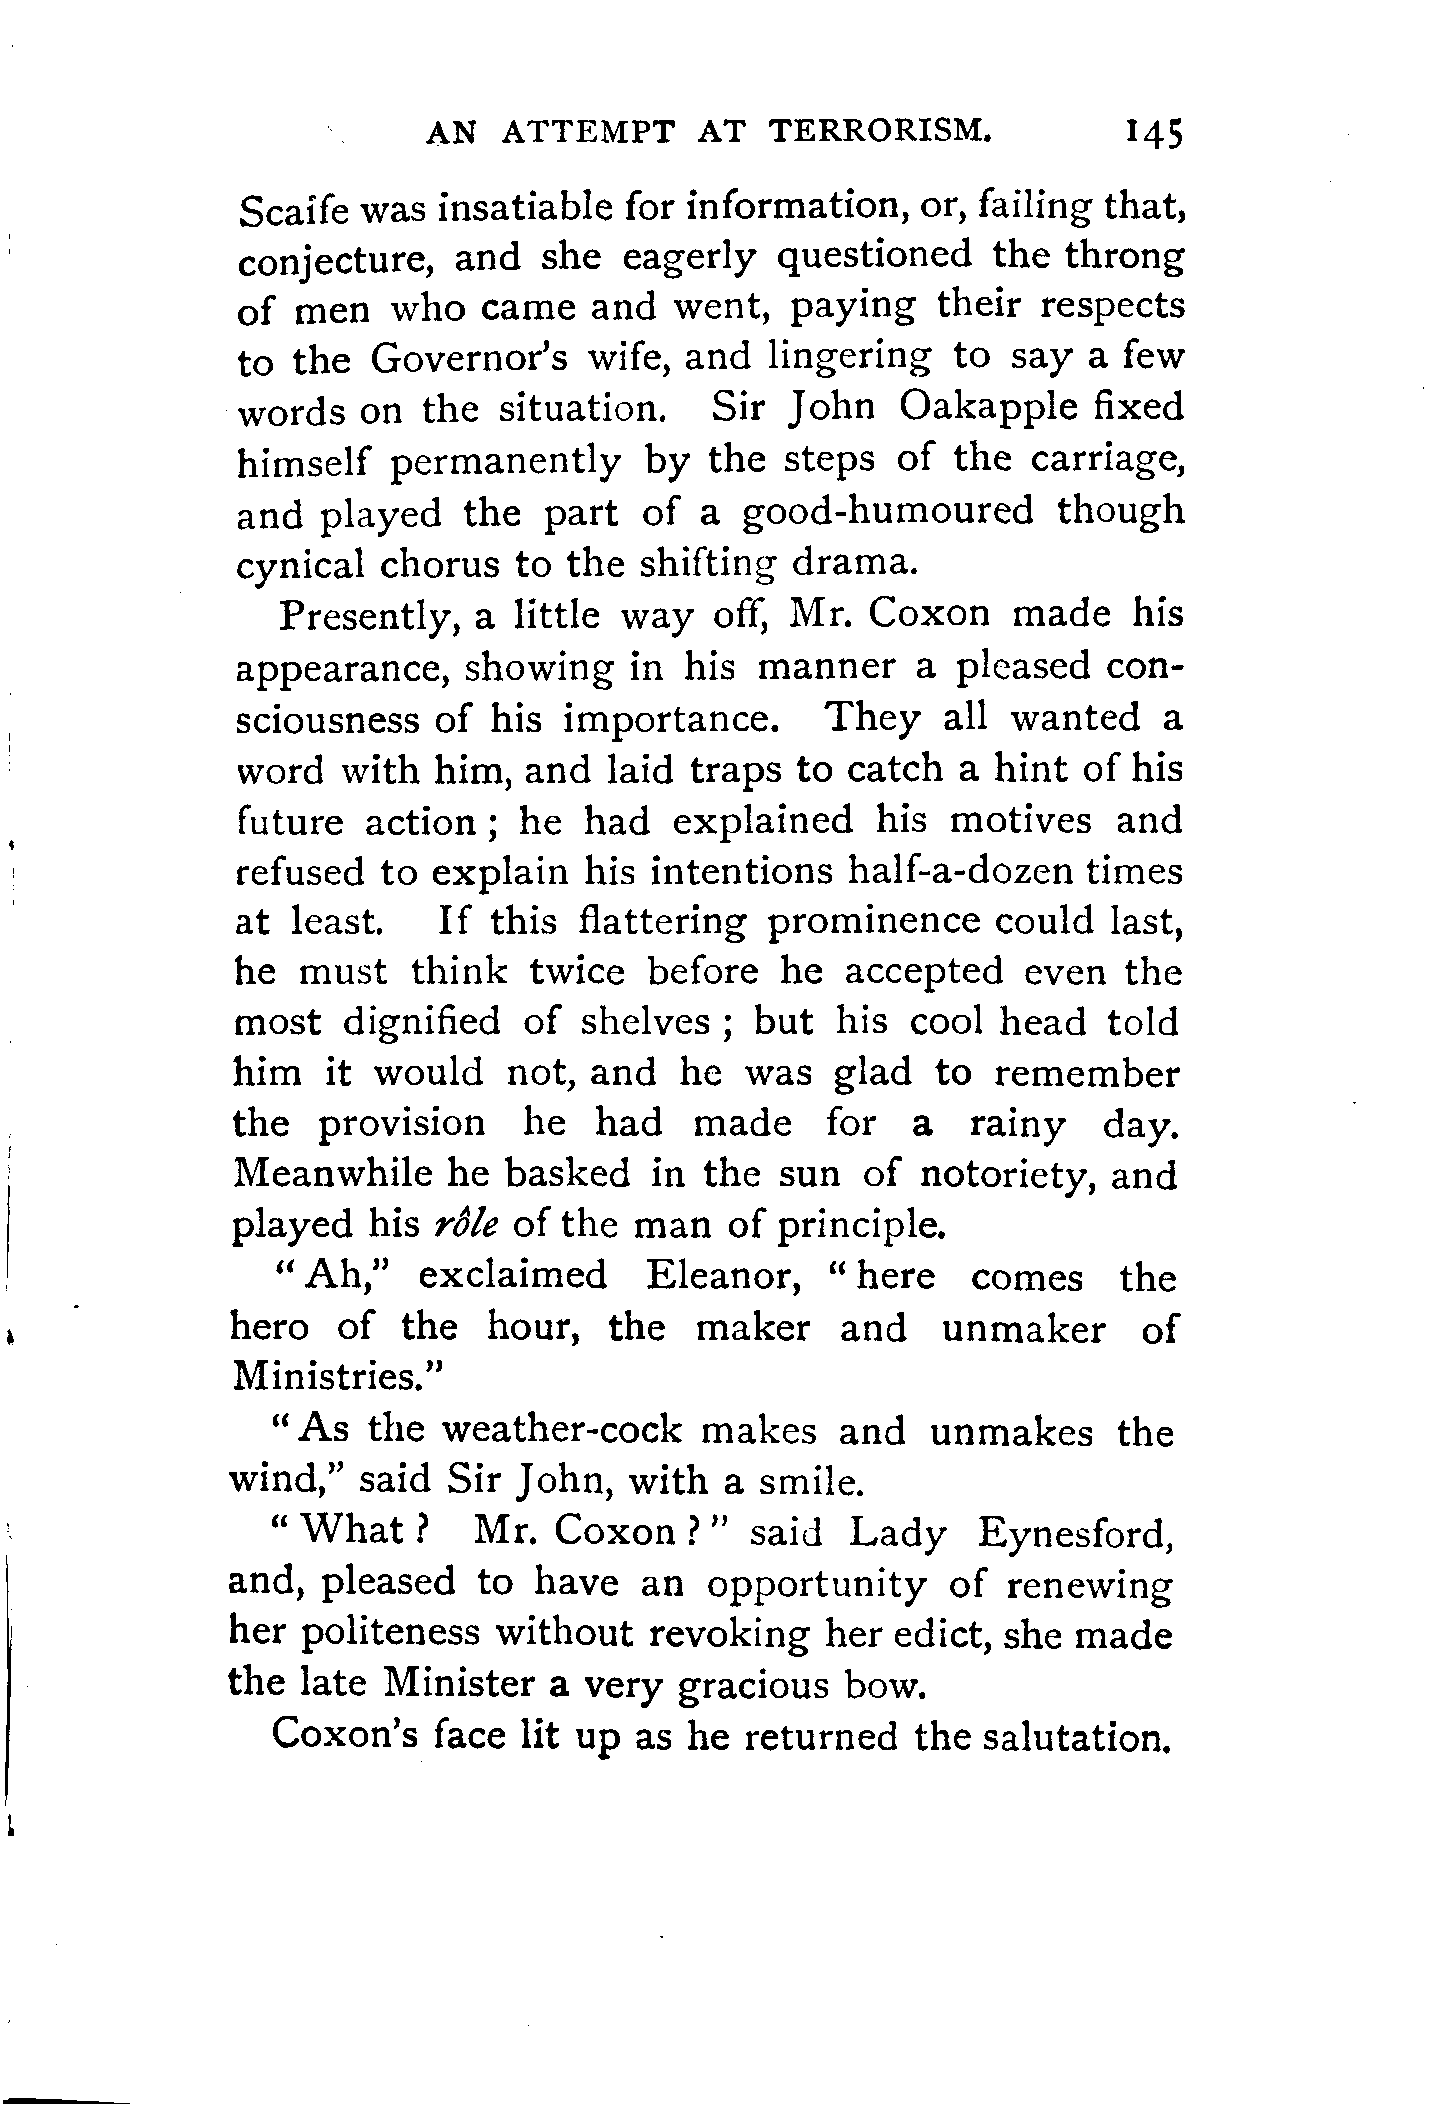 AN ATTEMPT AT TERRORISM. 145
Scaife was insatiable for information, or, failing that,
conjecture, and she eagerly questioned the throng
of men who came and went, paying their respects
to the Governor's wife, and lingering to say a few
words on the situation. Sir John Oakapple fixed
himself permanently by the steps of the carriage,
and played the part of a good-humoured though
cynical chorus to the shifting drama.
Presently, a little way off, Mr. Coxon made his
appearance, showing in his manner a pleased con-
sciousness of his importance. They all wanted a
word with him, and laid traps to catch a hint of his
future action ; he had explained his motives and
refused to explain his intentions half-a-dozen times
at least. If this flattering prominence could last,
he must think twice before he accepted even the
most dignified of shelves ; but his cool head told
him it would not, and he was glad to remember
the provision he had made for a rainy day.
Meanwhile he basked in the sun of notoriety, and
played his rôle of the man of principle.
“ Ah,” exclaimed Eleanor, “ here comes the
hero of the hour, the maker and unmaker of
Ministries.”
“ As the weather-cock makes and unmakes the
wind,” said Sir John, with a smile.
“ What ? Mr. Coxon ? ” said Lady Eynesford,
and, pleased to have an opportunity of renewing
her politeness without revoking her edict, she made
the late Minister a very gracious bow.
Coxon's face lit up as he returned the salutation.